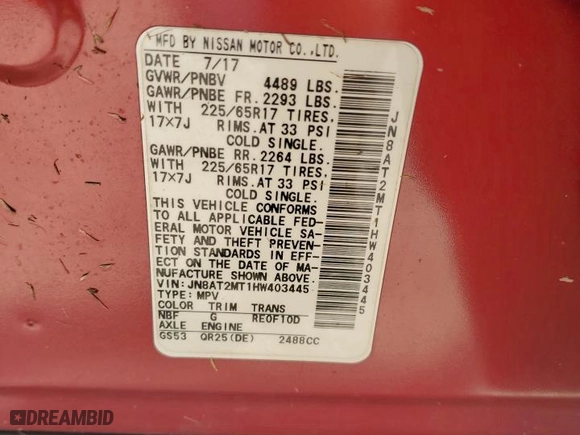 MFD BY NISSAN MOTOR CO.,LTD.
DATE 7/17
GVWR/PNBV 4489 LBS.
GAWR/PNBE FR. 2293 LBS.
WITH 225/65R17 TIRES,
17×7J RIMS.AT 33 PSI
COLD SINGLE.
GAWR/PNBE RR. 2264 LBS.
WITH 225/65R17 TIRES,
17×7J RIMS.AT 33 PSI
COLD SINGLE.
THIS VEHICLE CONFORMS
TO ALL APPLICABLE FED-
ERAL MOTOR VEHICLE SA-
FETY AND THEFT PREVEN-
TION STANDARDS IN EFF-
ECT ON THE DATE OF MA-
NUFACTURE SHOWN ABOVE.
VIN: JN8AT2MT1HW403445
TYPE: MPV
COLOR TRIM TRANS
NBF G RE0F10D
AXLE ENGINE
GS53 QR25(DE) 2488CC
JN8AT2MT1HW403445
DREAMBID